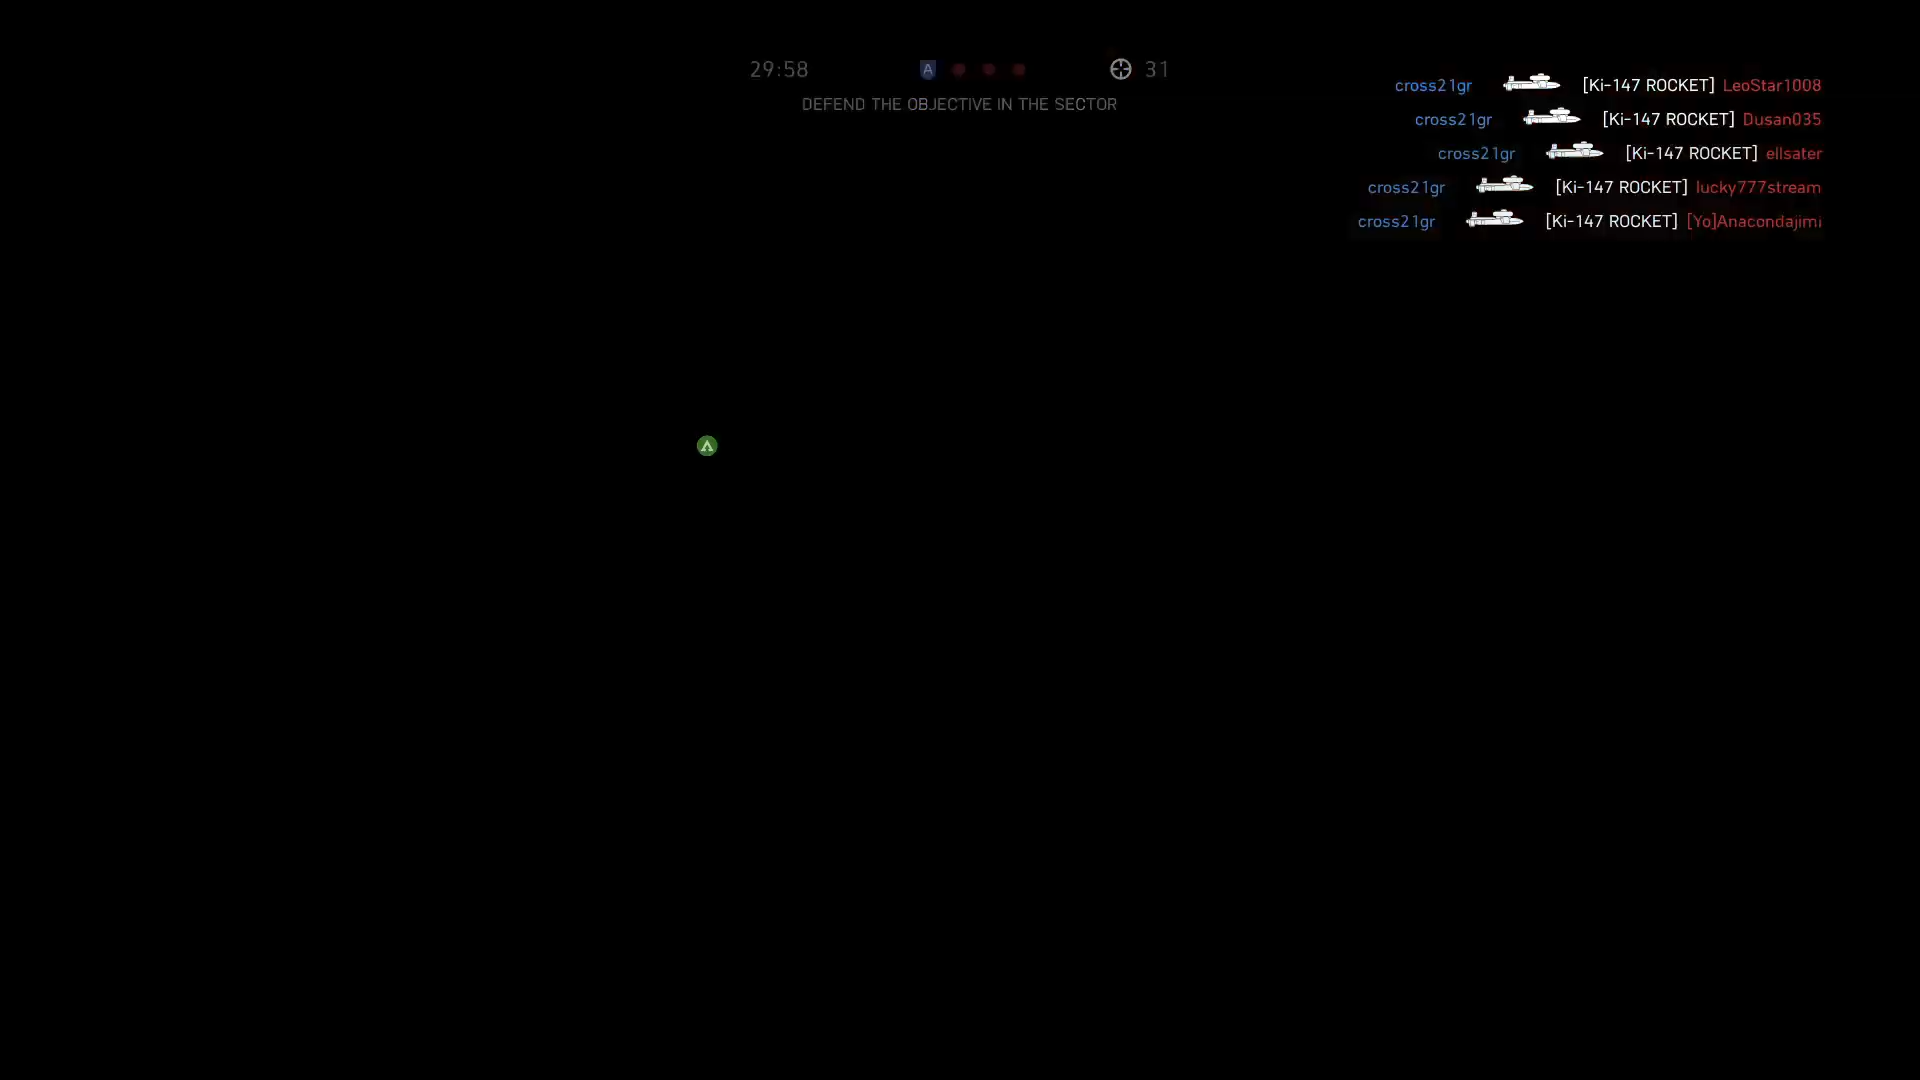 29:58 A 31
DEFEND THE OBJECTIVE IN THE SECTOR
cross21gr [Ki-147 ROCKET] LeoStar1008
cross21gr [Ki-147 ROCKET] Dusan035
cross21gr [Ki-147 ROCKET] ellsater
cross21gr [Ki-147 ROCKET] lucky777stream
cross21gr [Ki-147 ROCKET] [Yo]Anacondajimi